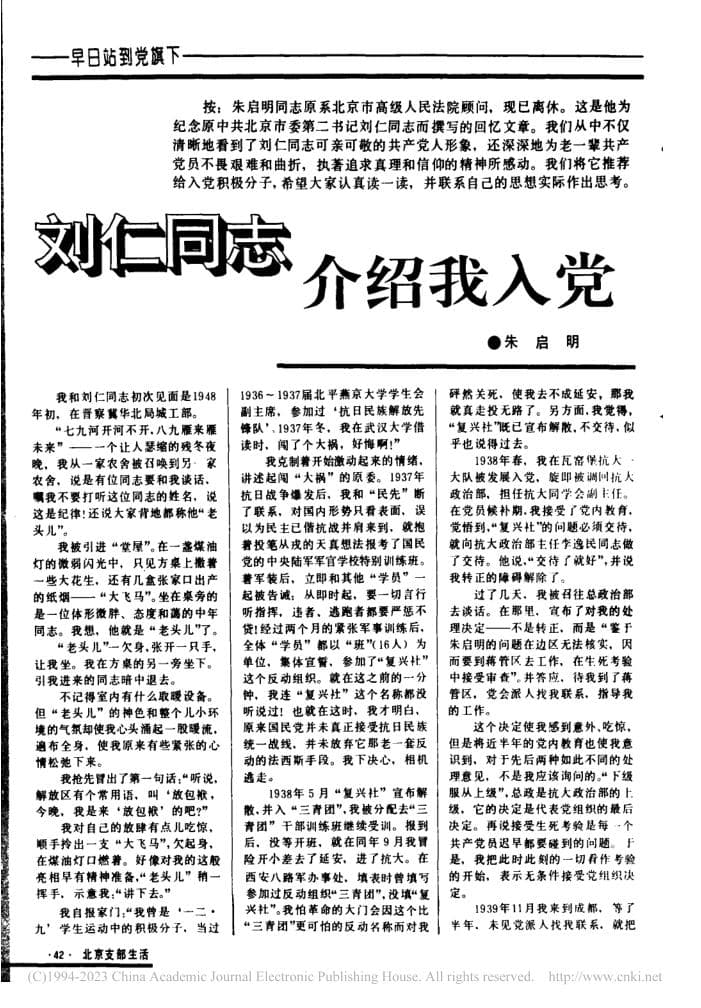 早日站到党旗下
按：朱启明同志原系北京市高级人民法院顾问，现已离休。这是他为
纪念原中共北京市委第二书记刘仁同志而撰写的回忆文章。我们从中不仅
清晰地看到了刘仁同志可亲可敬的共产党人形象，还深深地为老一辈共产
党员不畏艰难和曲折，执著追求真理和信仰的精神所感动。我们将它推荐
给入党积极分子，希望大家认真读一读，并联系自己的思想实际作出思考。
刘仁同志
介绍我入党
●朱 启 明
我和刘仁同志初次见面是1948
年初，在晋察冀华北局城工部。
“七九河开河不开，八九雁来雁
未来”——一个让人瑟缩的残冬夜
晚，我从一家农舍被召唤到另一家
农舍，说是有位同志要和我谈话，
嘱我不要打听这位同志的姓名，说
这是纪律！还说大家背地都称他“老
头儿”。
我被引进“堂屋”。在一盏煤油
灯的微弱闪光中，只见方桌上撒着
一些大花生，还有几盒张家口出产
的纸烟——“大飞马”。坐在桌旁的
是一位体形微胖、态度和蔼的中年
同志。我想，他就是“老头儿”了。
“老头儿”一欠身，张开一只手，
让我坐。我在方桌的另一旁坐下。
引我进来的同志暗中退去。
不记得室内有什么取暖设备。
但“老头儿”的神色和整个儿小环
境的气氛却使我心头涌起一股暖流，
遍布全身，使我原来有些紧张的心
情松弛下来。
我抢先冒出了第一句话：“听说，
解放区有个常用语，叫‘放包袱，
今晚，我是来‘放包袱’的吧?”
我对自己的放肆有点儿吃惊，
顺手拎出一支“大飞马”，欠起身，
在煤油灯口燃着。好像对我的这般
亮相早有精神准备，“老头儿”稍一
挥手，示意我：“讲下去。”
我自报家门：“我曾是‘一二·
九’学生运动中的积极分子，当过
1936～1937届北平燕京大学学生会
副主席，参加过‘抗日民族解放先
锋队’。1937年冬，我在武汉大学借
读时，闯了个大祸，好悔啊!”
我克制着开始激动起来的情绪，
讲述起闯“大祸”的原委。1937年
抗日战争爆发后，我和“民先”断
了联系，对国内形势只看表面，误
以为民主已偕抗战并肩来到，就抱
着投笔从戎的天真想法报考了国民
党的中央陆军军官学校特别训练班。
着军装后，立即和其他“学员”一
起被告诫：从即时起，要一切言行
听指挥，违者、逃跑者都要严惩不
贷！经过两个月的紧张军事训练后，
全体“学员”都以“班”（16人）为
单位，集体宣誓，参加了“复兴社”
这个反动组织。就在这之前的一分
钟，我连“复兴社”这个名称都没
听说过！也就在这时，我才明白，
原来国民党并未真正接受抗日民族
统一战线，并未放弃它那老一套反
动的法西斯手段。我下决心，相机
逃走。
1938年5月“复兴社”宣布解
散，并入“三青团”，我被分配去“三
青团”干部训练班继续受训。报到
后，没等开班，就在同年9月我冒
险开小差去了延安，进了抗大。在
西安八路军办事处，填表时曾填写
参加过反动组织“三青团”，没填“复
兴社”。我怕革命的大门会因这个比
“三青团”更可怕的反动名称而对我
砰然关死，使我去不成延安，那我
就真走投无路了。另方面，我觉得，
“复兴社”既已宣布解散，不交待，似
乎也说得过去。
1938年春，我在瓦窑堡抗大一
大队被发展入党，旋即被调回抗大
政治部，担任抗大同学会副主任。
在党员候补期，我接受了党内教育，
觉悟到，“复兴社”的问题必须交待，
就向抗大政治部主任李逸民同志做
了交待。他说，“交待了就好”，并说
我转正的障碍解除了。
过了几天，我被召往总政治部
去谈话。在那里，宣布了对我的处
理决定——不是转正，而是“鉴于
朱启明的问题在边区无法核实，因
而要到蒋管区去工作，在生死考验
中接受审查”。并答应，待我到了蒋
管区，党会派人找我联系，指导我
的工作。
这个决定使我感到意外、吃惊，
但是将近半年的党内教育也使我意
识到，对于先后两种如此不同的处
理意见，不是我应该询问的。“下级
服从上级”，总政是抗大政治部的上
级，它的决定是代表党组织的最后
决定。再说接受生死考验是每一个
共产党员迟早都要碰到的问题。于
是，我把此时此刻的一切看作考验
的开始，表示无条件接受党组织决
定。
1939年11月我来到成都，等了
半年，未见党派人找我联系，就把
·42· 北京支部生活
(C)1994-2023 China Academic Journal Electronic Publishing House. All rights reserved. http://www.cnki.net